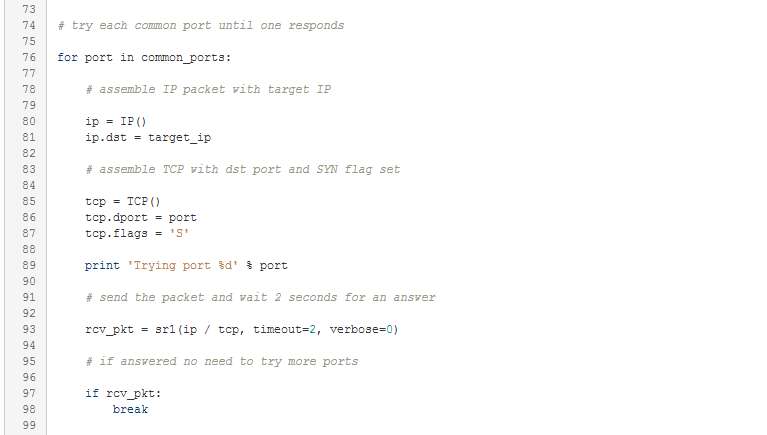 73
74 # try each common port until one responds
75
76 for port in common_ports:
77
78     # assemble IP packet with target IP
79
80     ip = IP()
81     ip.dst = target_ip
82
83     # assemble TCP with dst port and SYN flag set
84
85     tcp = TCP()
86     tcp.dport = port
87     tcp.flags = 'S'
88
89     print 'Trying port %d' % port
90
91     # send the packet and wait 2 seconds for an answer
92
93     rcv_pkt = sr1(ip / tcp, timeout=2, verbose=0)
94
95     # if answered no need to try more ports
96
97     if rcv_pkt:
98         break
99